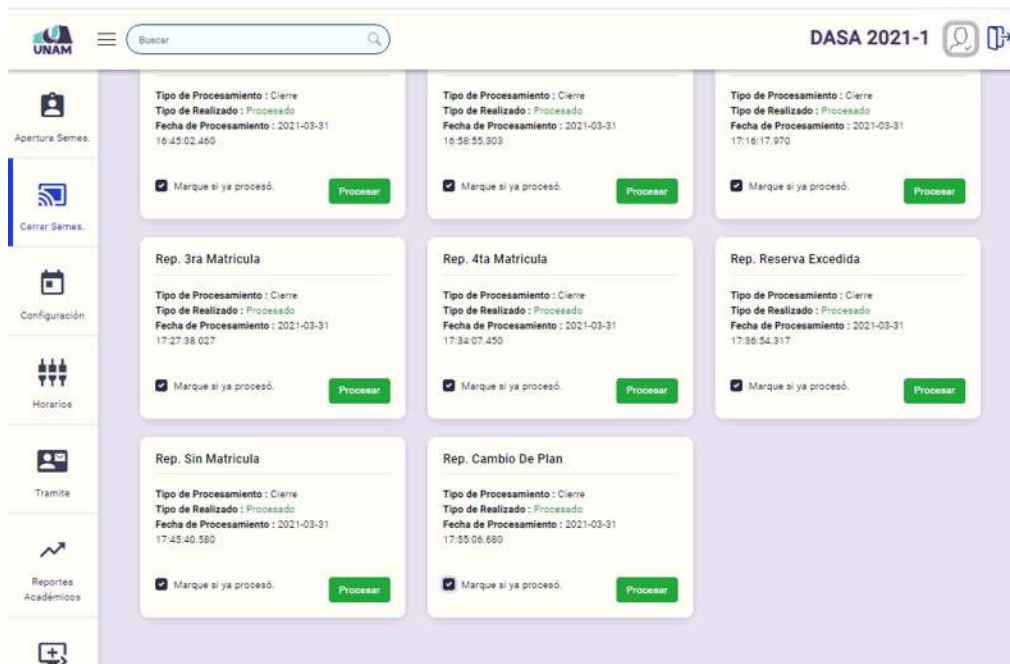 UNAM
Buscar
DASA 2021-1
Apertura Semes.
Cerrar Semes.
Configuración
Horarios
Tramite
Reportes
Académicos
Tipo de Procesamiento : Cierre
Tipo de Realizado : Procesado
Fecha de Procesamiento : 2021-03-31
16:45:02.460
Marque si ya procesó.
Procesar
Tipo de Procesamiento : Cierre
Tipo de Realizado : Procesado
Fecha de Procesamiento : 2021-03-31
16:58:55.303
Marque si ya procesó.
Procesar
Tipo de Procesamiento : Cierre
Tipo de Realizado : Procesado
Fecha de Procesamiento : 2021-03-31
17:16:17.970
Marque si ya procesó.
Procesar
Rep. 3ra Matricula
Tipo de Procesamiento : Cierre
Tipo de Realizado : Procesado
Fecha de Procesamiento : 2021-03-31
17:27:38.027
Marque si ya procesó.
Procesar
Rep. 4ta Matricula
Tipo de Procesamiento : Cierre
Tipo de Realizado : Procesado
Fecha de Procesamiento : 2021-03-31
17:34:07.450
Marque si ya procesó.
Procesar
Rep. Reserva Excedida
Tipo de Procesamiento : Cierre
Tipo de Realizado : Procesado
Fecha de Procesamiento : 2021-03-31
17:36:54.317
Marque si ya procesó.
Procesar
Rep. Sin Matricula
Tipo de Procesamiento : Cierre
Tipo de Realizado : Procesado
Fecha de Procesamiento : 2021-03-31
17:45:40.580
Marque si ya procesó.
Procesar
Rep. Cambio De Plan
Tipo de Procesamiento : Cierre
Tipo de Realizado : Procesado
Fecha de Procesamiento : 2021-03-31
17:55:06.680
Marque si ya procesó.
Procesar